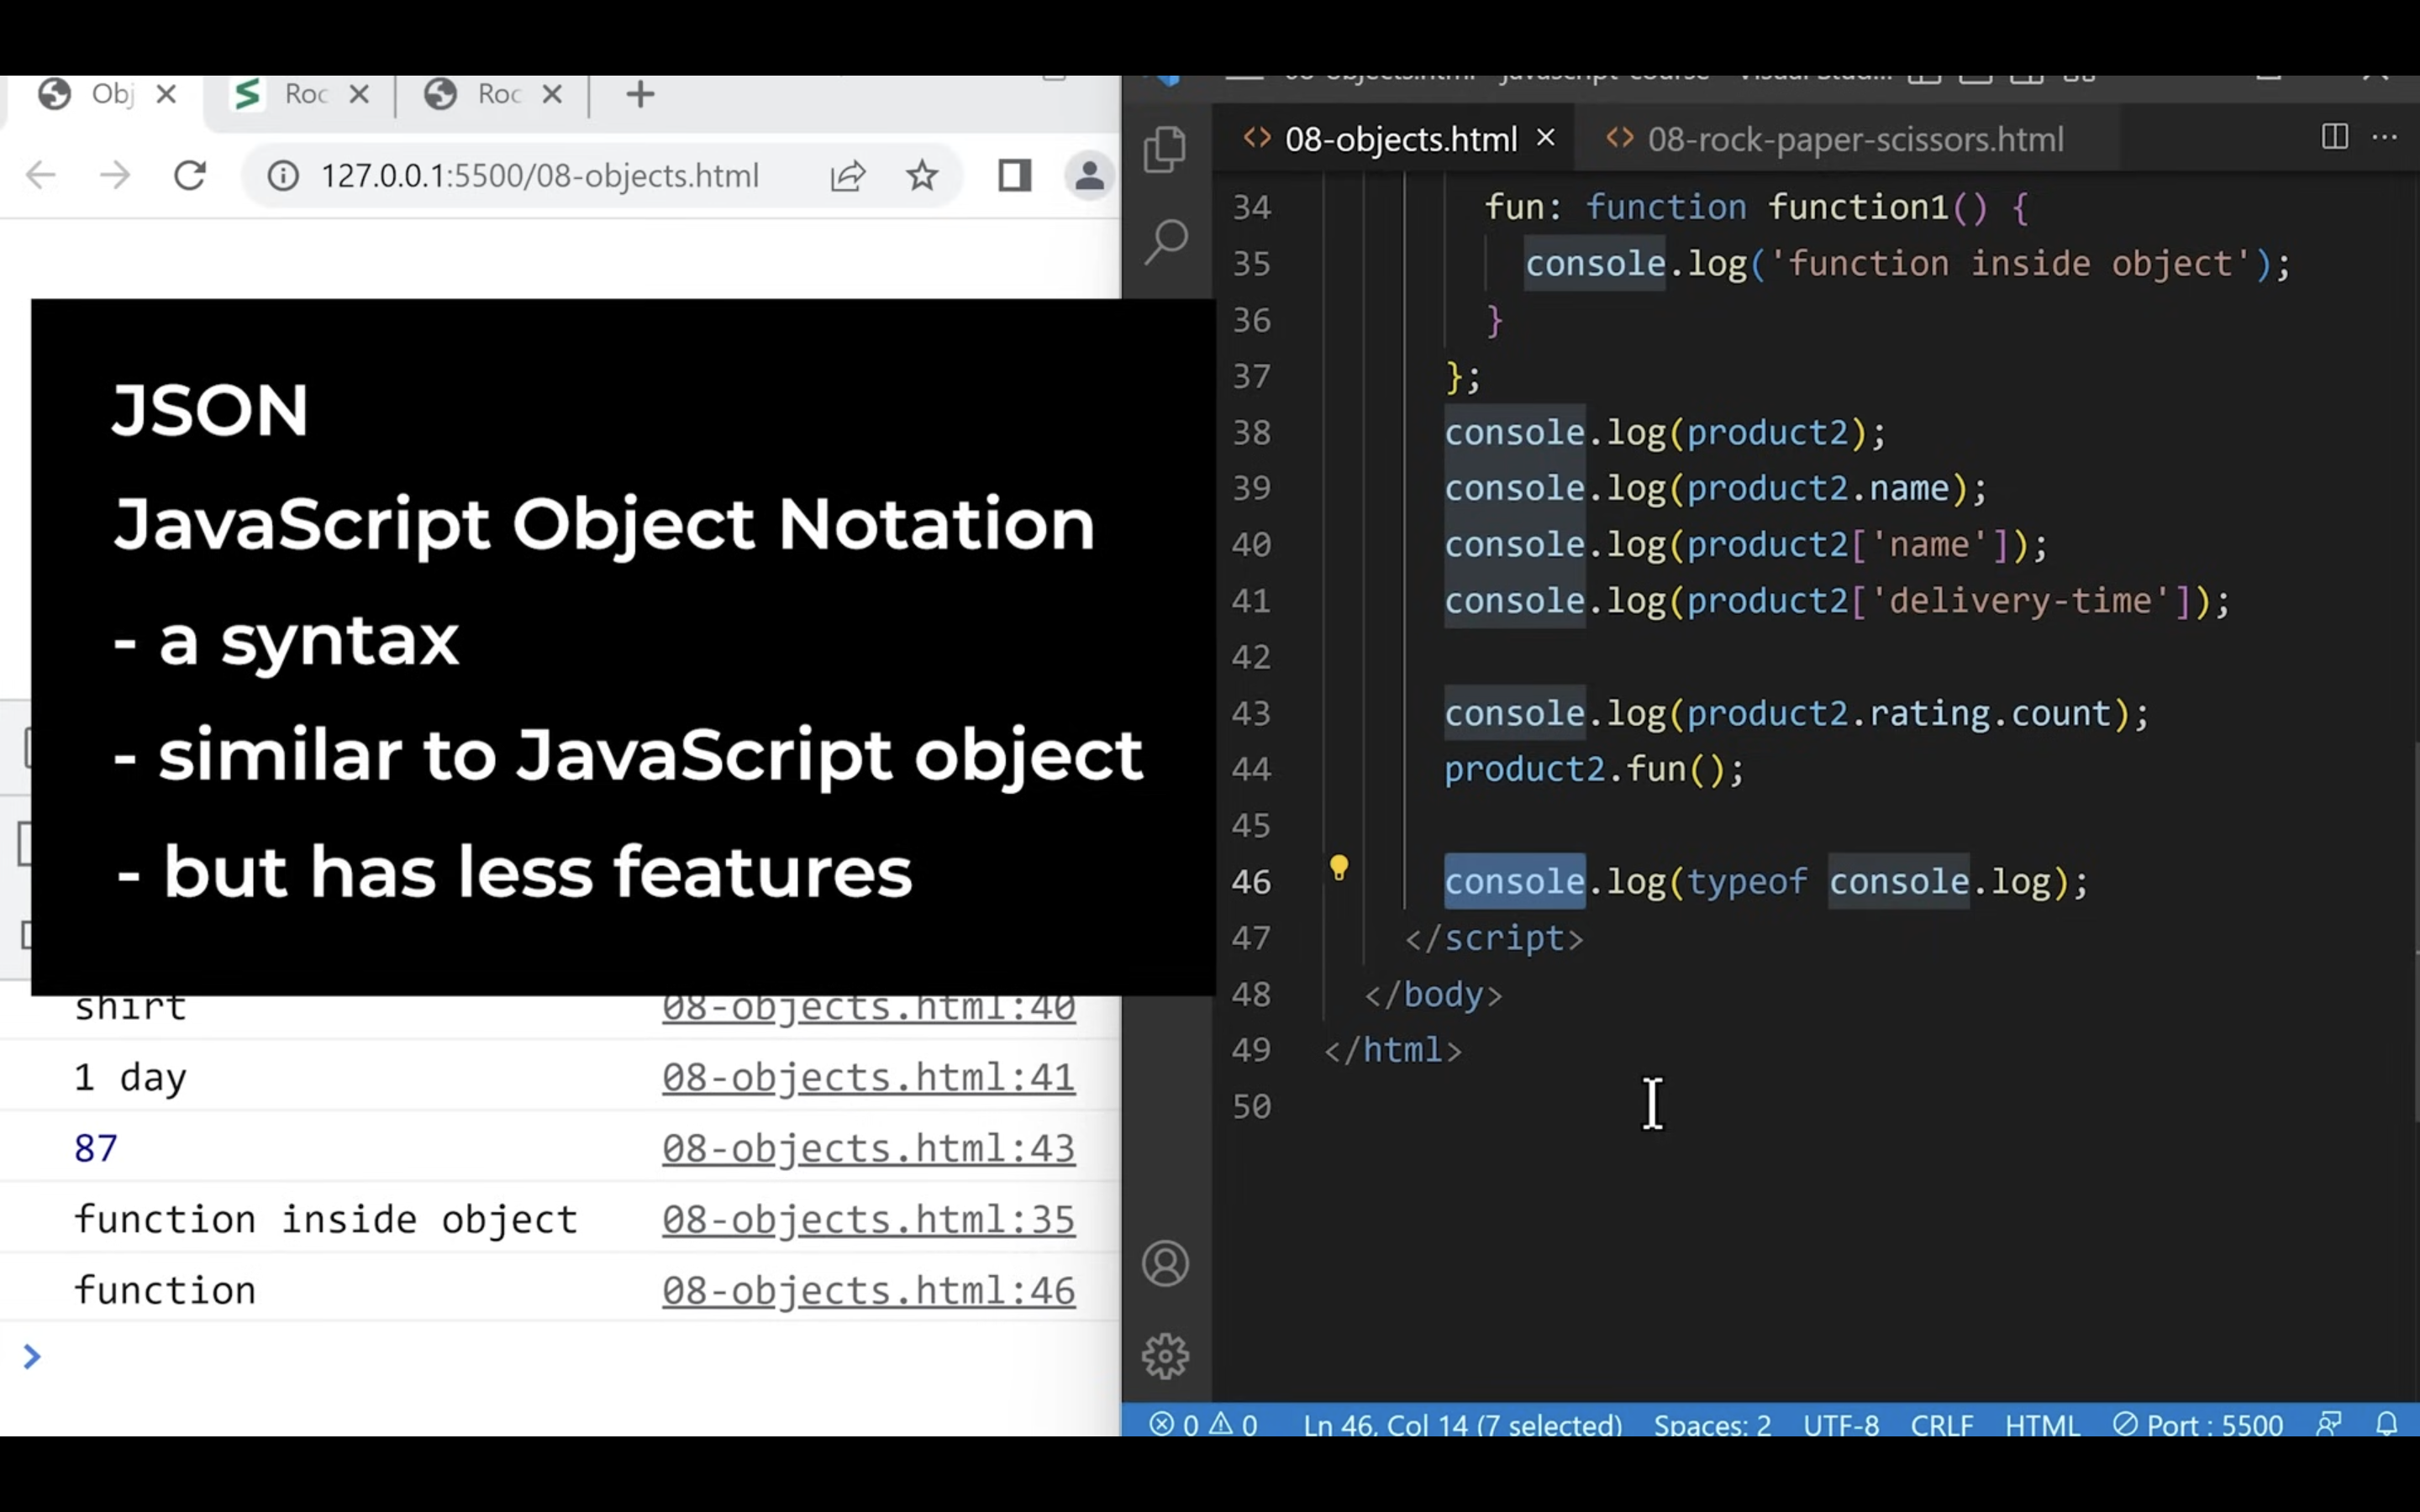 Obj
Roc
Roc
127.0.0.1:5500/08-objects.html
JSON
JavaScript Object Notation
- a syntax
- similar to JavaScript object
- but has less features
shirt 08-objects.html:40
1 day 08-objects.html:41
87 08-objects.html:43
function inside object 08-objects.html:35
function 08-objects.html:46
>
08-objects.html
08-rock-paper-scissors.html
34 fun: function function1() {
35 console.log('function inside object');
36 }
37 };
38 console.log(product2);
39 console.log(product2.name);
40 console.log(product2['name']);
41 console.log(product2['delivery-time']);
42
43 console.log(product2.rating.count);
44 product2.fun();
45
46 console.log(typeof console.log);
47 </script>
48 </body>
49 </html>
50
0 0 Ln 46, Col 14 (7 selected) Spaces: 2 UTF-8 CRLF HTML Port : 5500